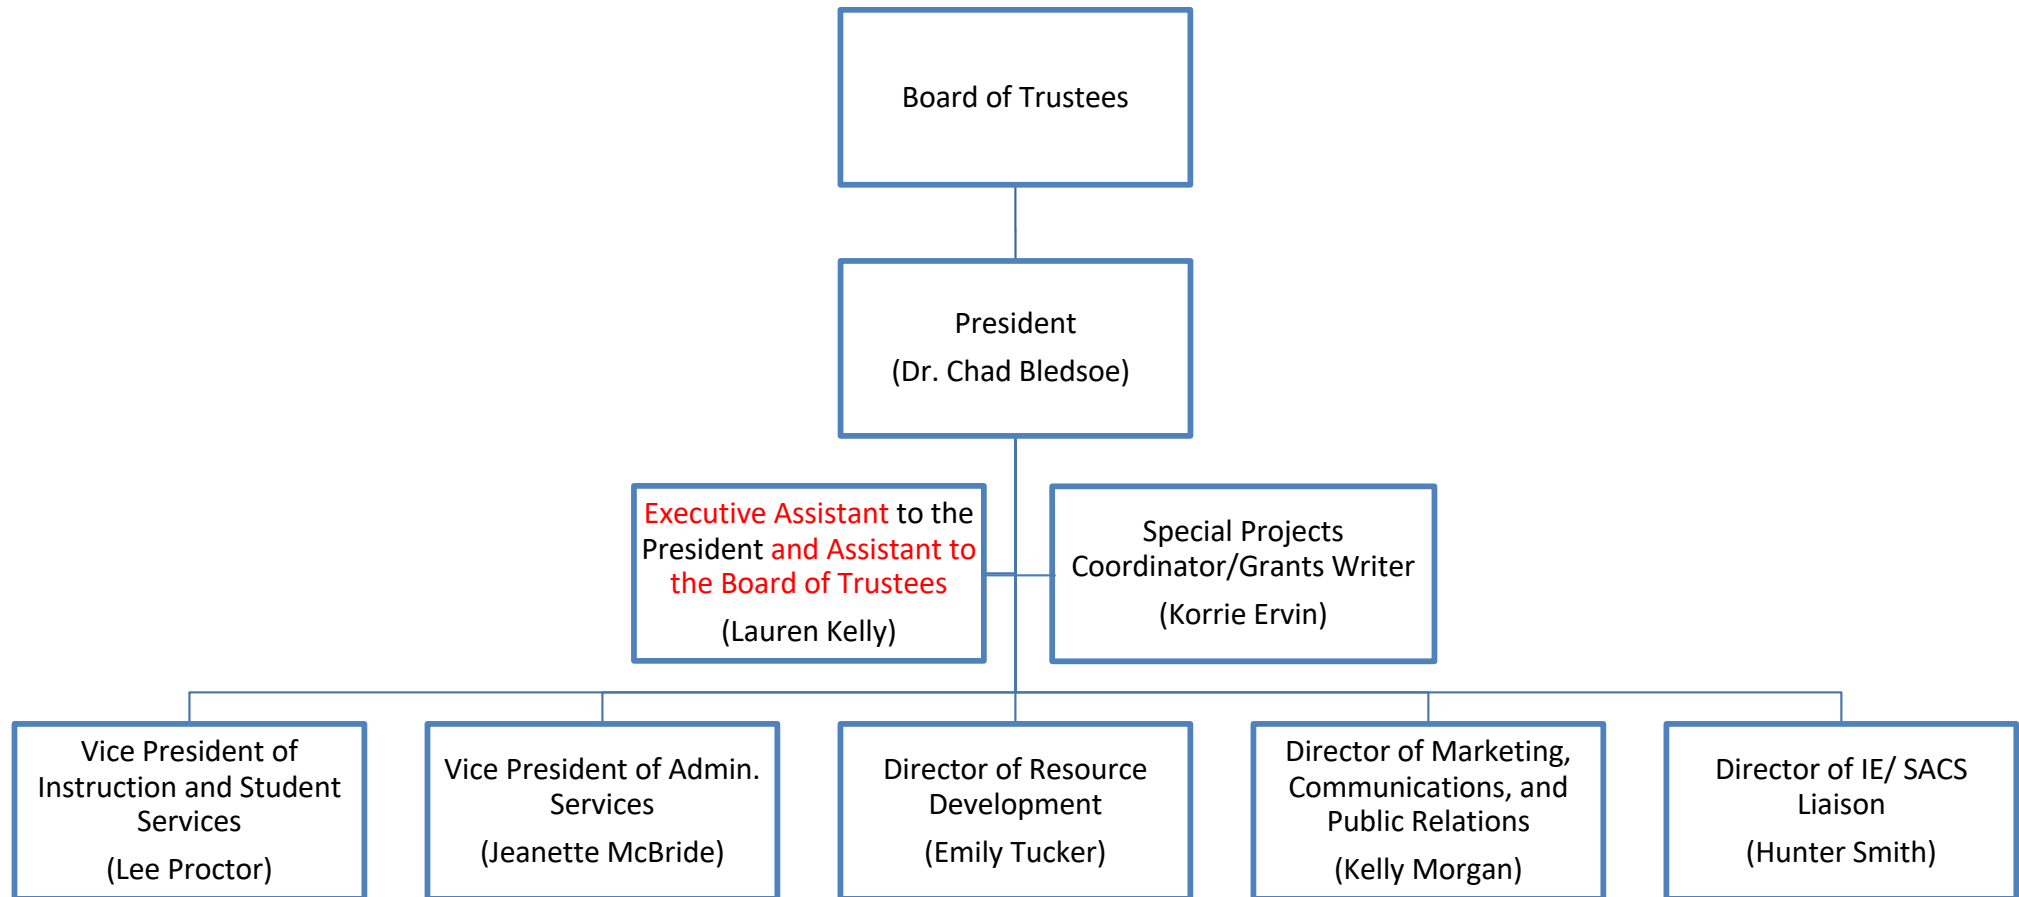 Board of Trustees
President
(Dr. Chad Bledsoe)
Executive Assistant to the
President and Assistant to
the Board of Trustees
(Lauren Kelly)
Special Projects
Coordinator/Grants Writer
(Korrie Ervin)
Vice President of
Instruction and Student
Services
(Lee Proctor)
Vice President of Admin.
Services
(Jeanette McBride)
Director of Resource
Development
(Emily Tucker)
Director of Marketing,
Communications, and
Public Relations
(Kelly Morgan)
Director of IE/ SACS
Liaison
(Hunter Smith)